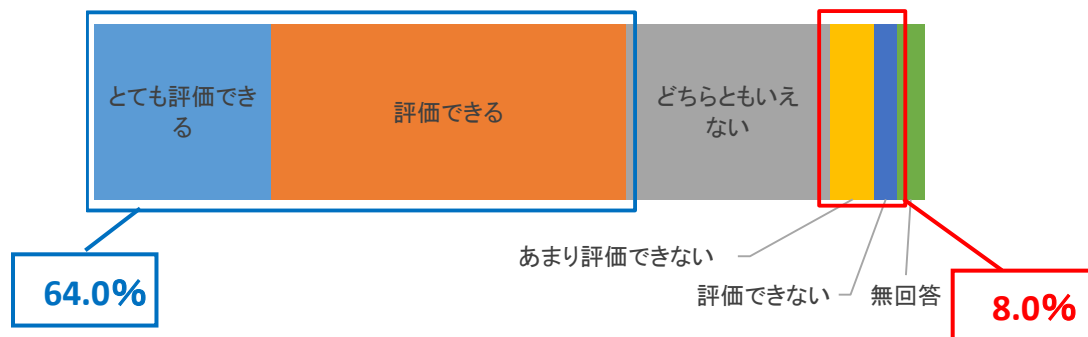 とても評価でき
る
評価できる
どちらともいえ
ない
あまり評価できない
評価できない
無回答
64.0%
8.0%